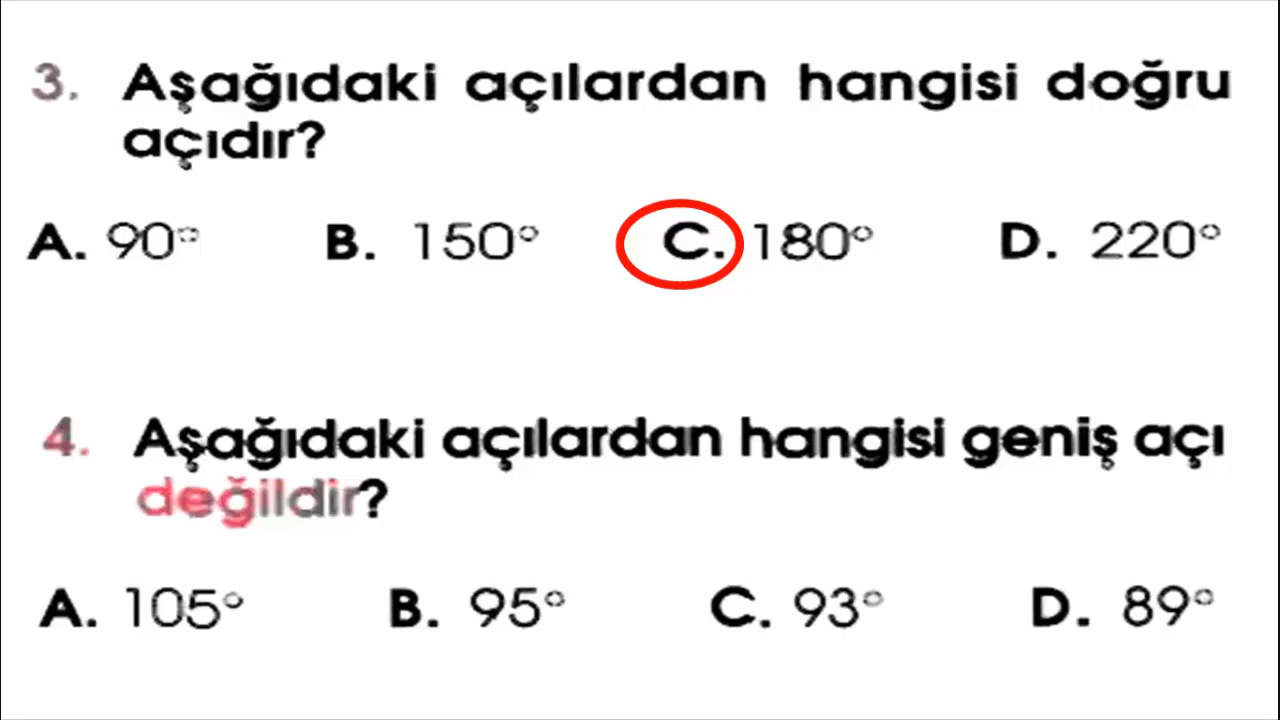 3. Aşağıdaki açılardan hangisi doğru
açıdır?
A. 90° B. 150° C. 180° D. 220°
4. Aşağıdaki açılardan hangisi geniş açı
değildir?
A. 105° B. 95° C. 93° D. 89°